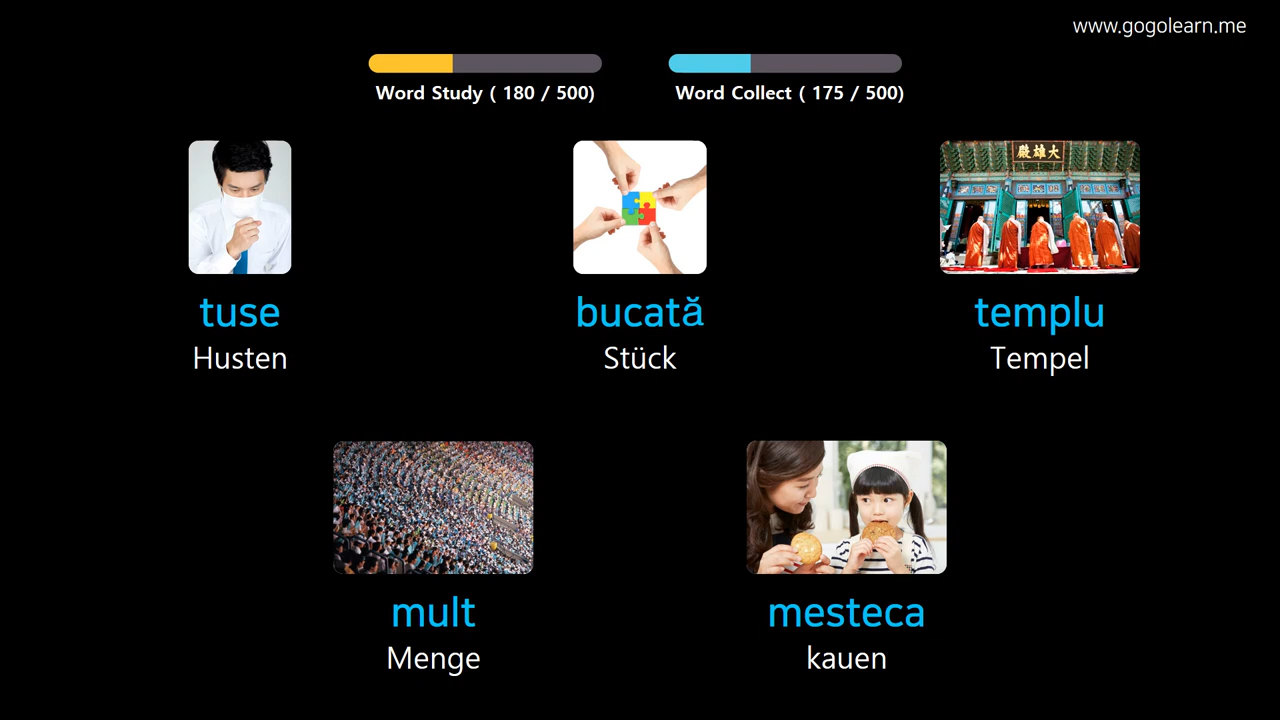 www.gogolearn.me
Word Study ( 180 / 500)
Word Collect ( 175 / 500)
大雄殿
tuse
Husten
bucată
Stück
templu
Tempel
mult
Menge
mesteca
kauen